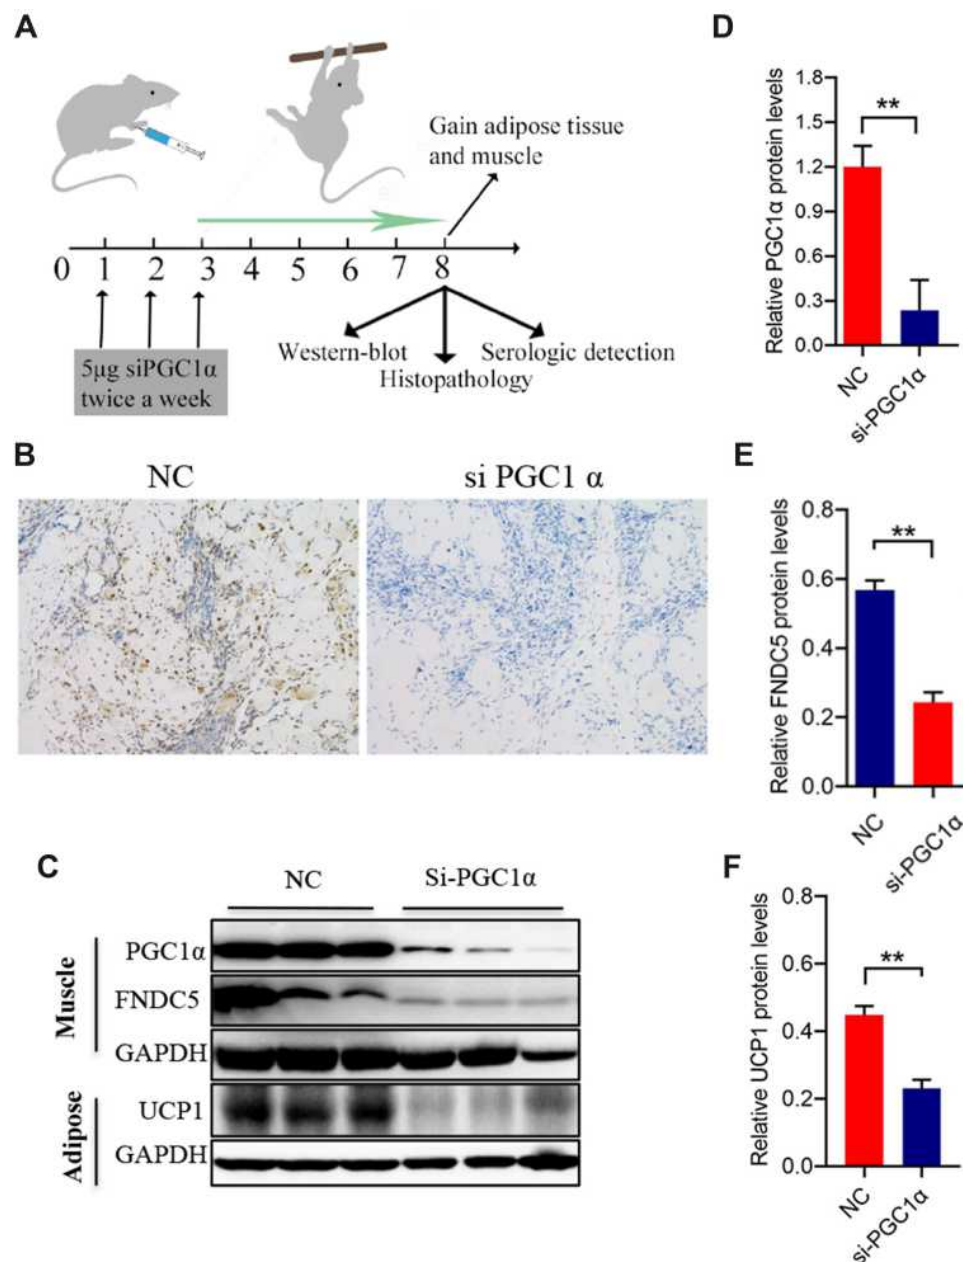 A
Gain adipose tissue
and muscle
0 1 2 3 4 5 6 7 8
5μg siPGC1α
twice a week
Western-blot
Histopathology
Serologic detection
B
NC
si PGC1 α
C
NC
Si-PGC1α
Muscle
PGC1α
FNDC5
GAPDH
Adipose
UCP1
GAPDH
D
Relative PGC1α protein levels
1.8
1.5
1.2
0.9
0.6
0.3
0.0
**
NC
si-PGC1α
E
Relative FNDC5 protein levels
0.8
0.6
0.4
0.2
0.0
**
NC
si-PGC1α
F
Relative UCP1 protein levels
0.8
0.6
0.4
0.2
0.0
**
NC
si-PGC1α